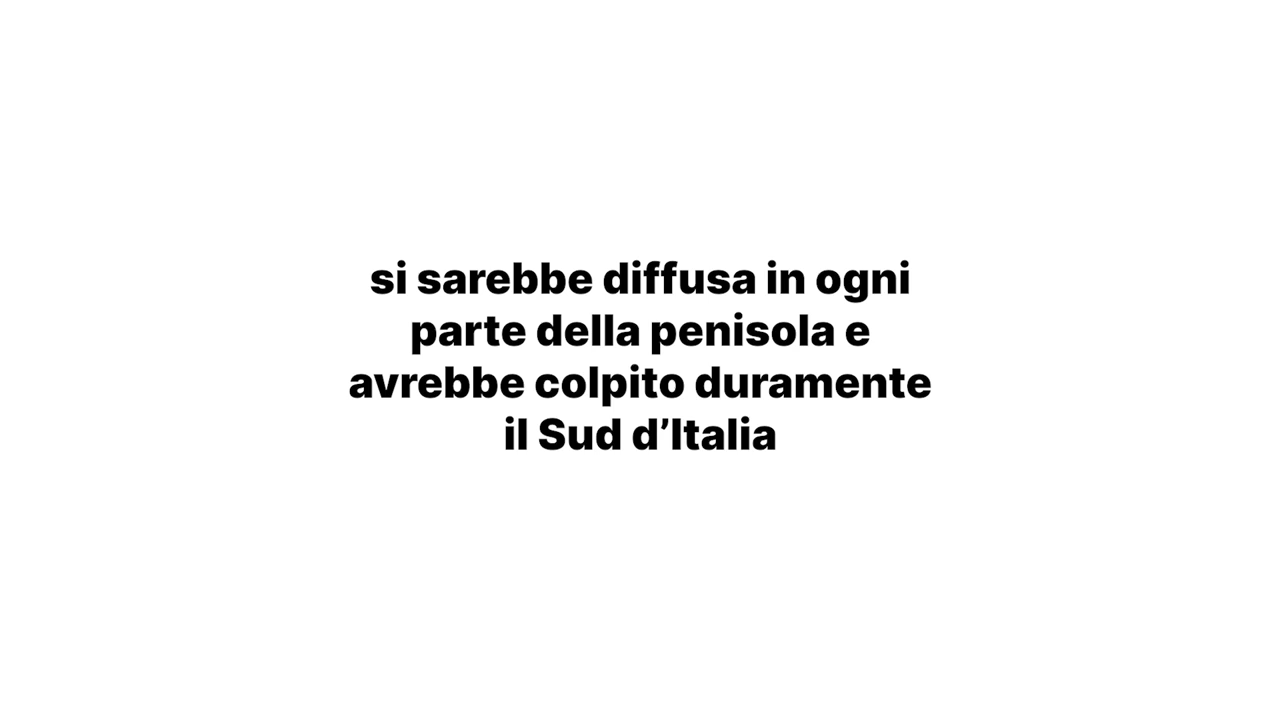 si sarebbe diffusa in ogni
parte della penisola e
avrebbe colpito duramente
il Sud d’Italia